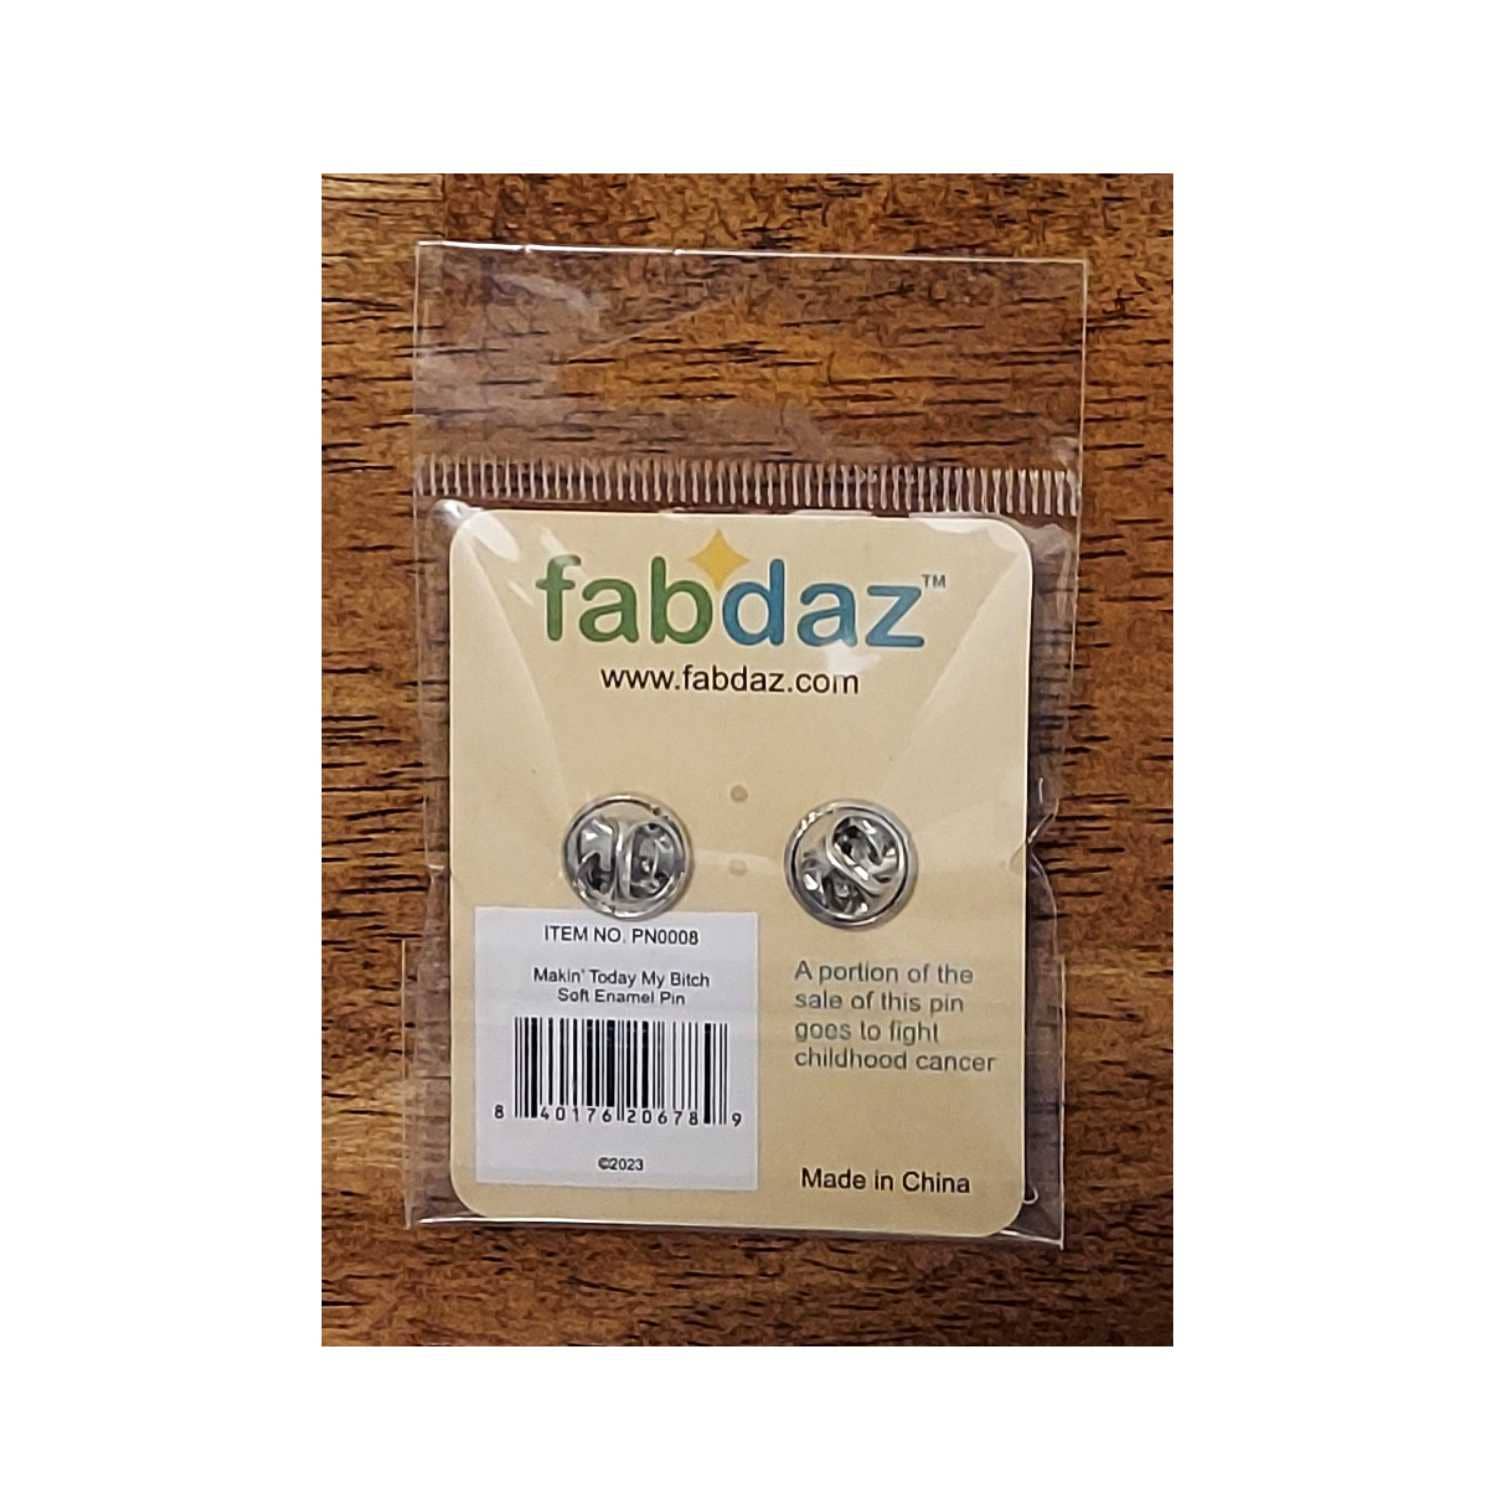 fabdaz™
www.fabdaz.com
ITEM NO. PN0008
Makin' Today My Bitch
Soft Enamel Pin
8 40176 20678 9
©2023
A portion of the
sale of this pin
goes to fight
childhood cancer
Made in China